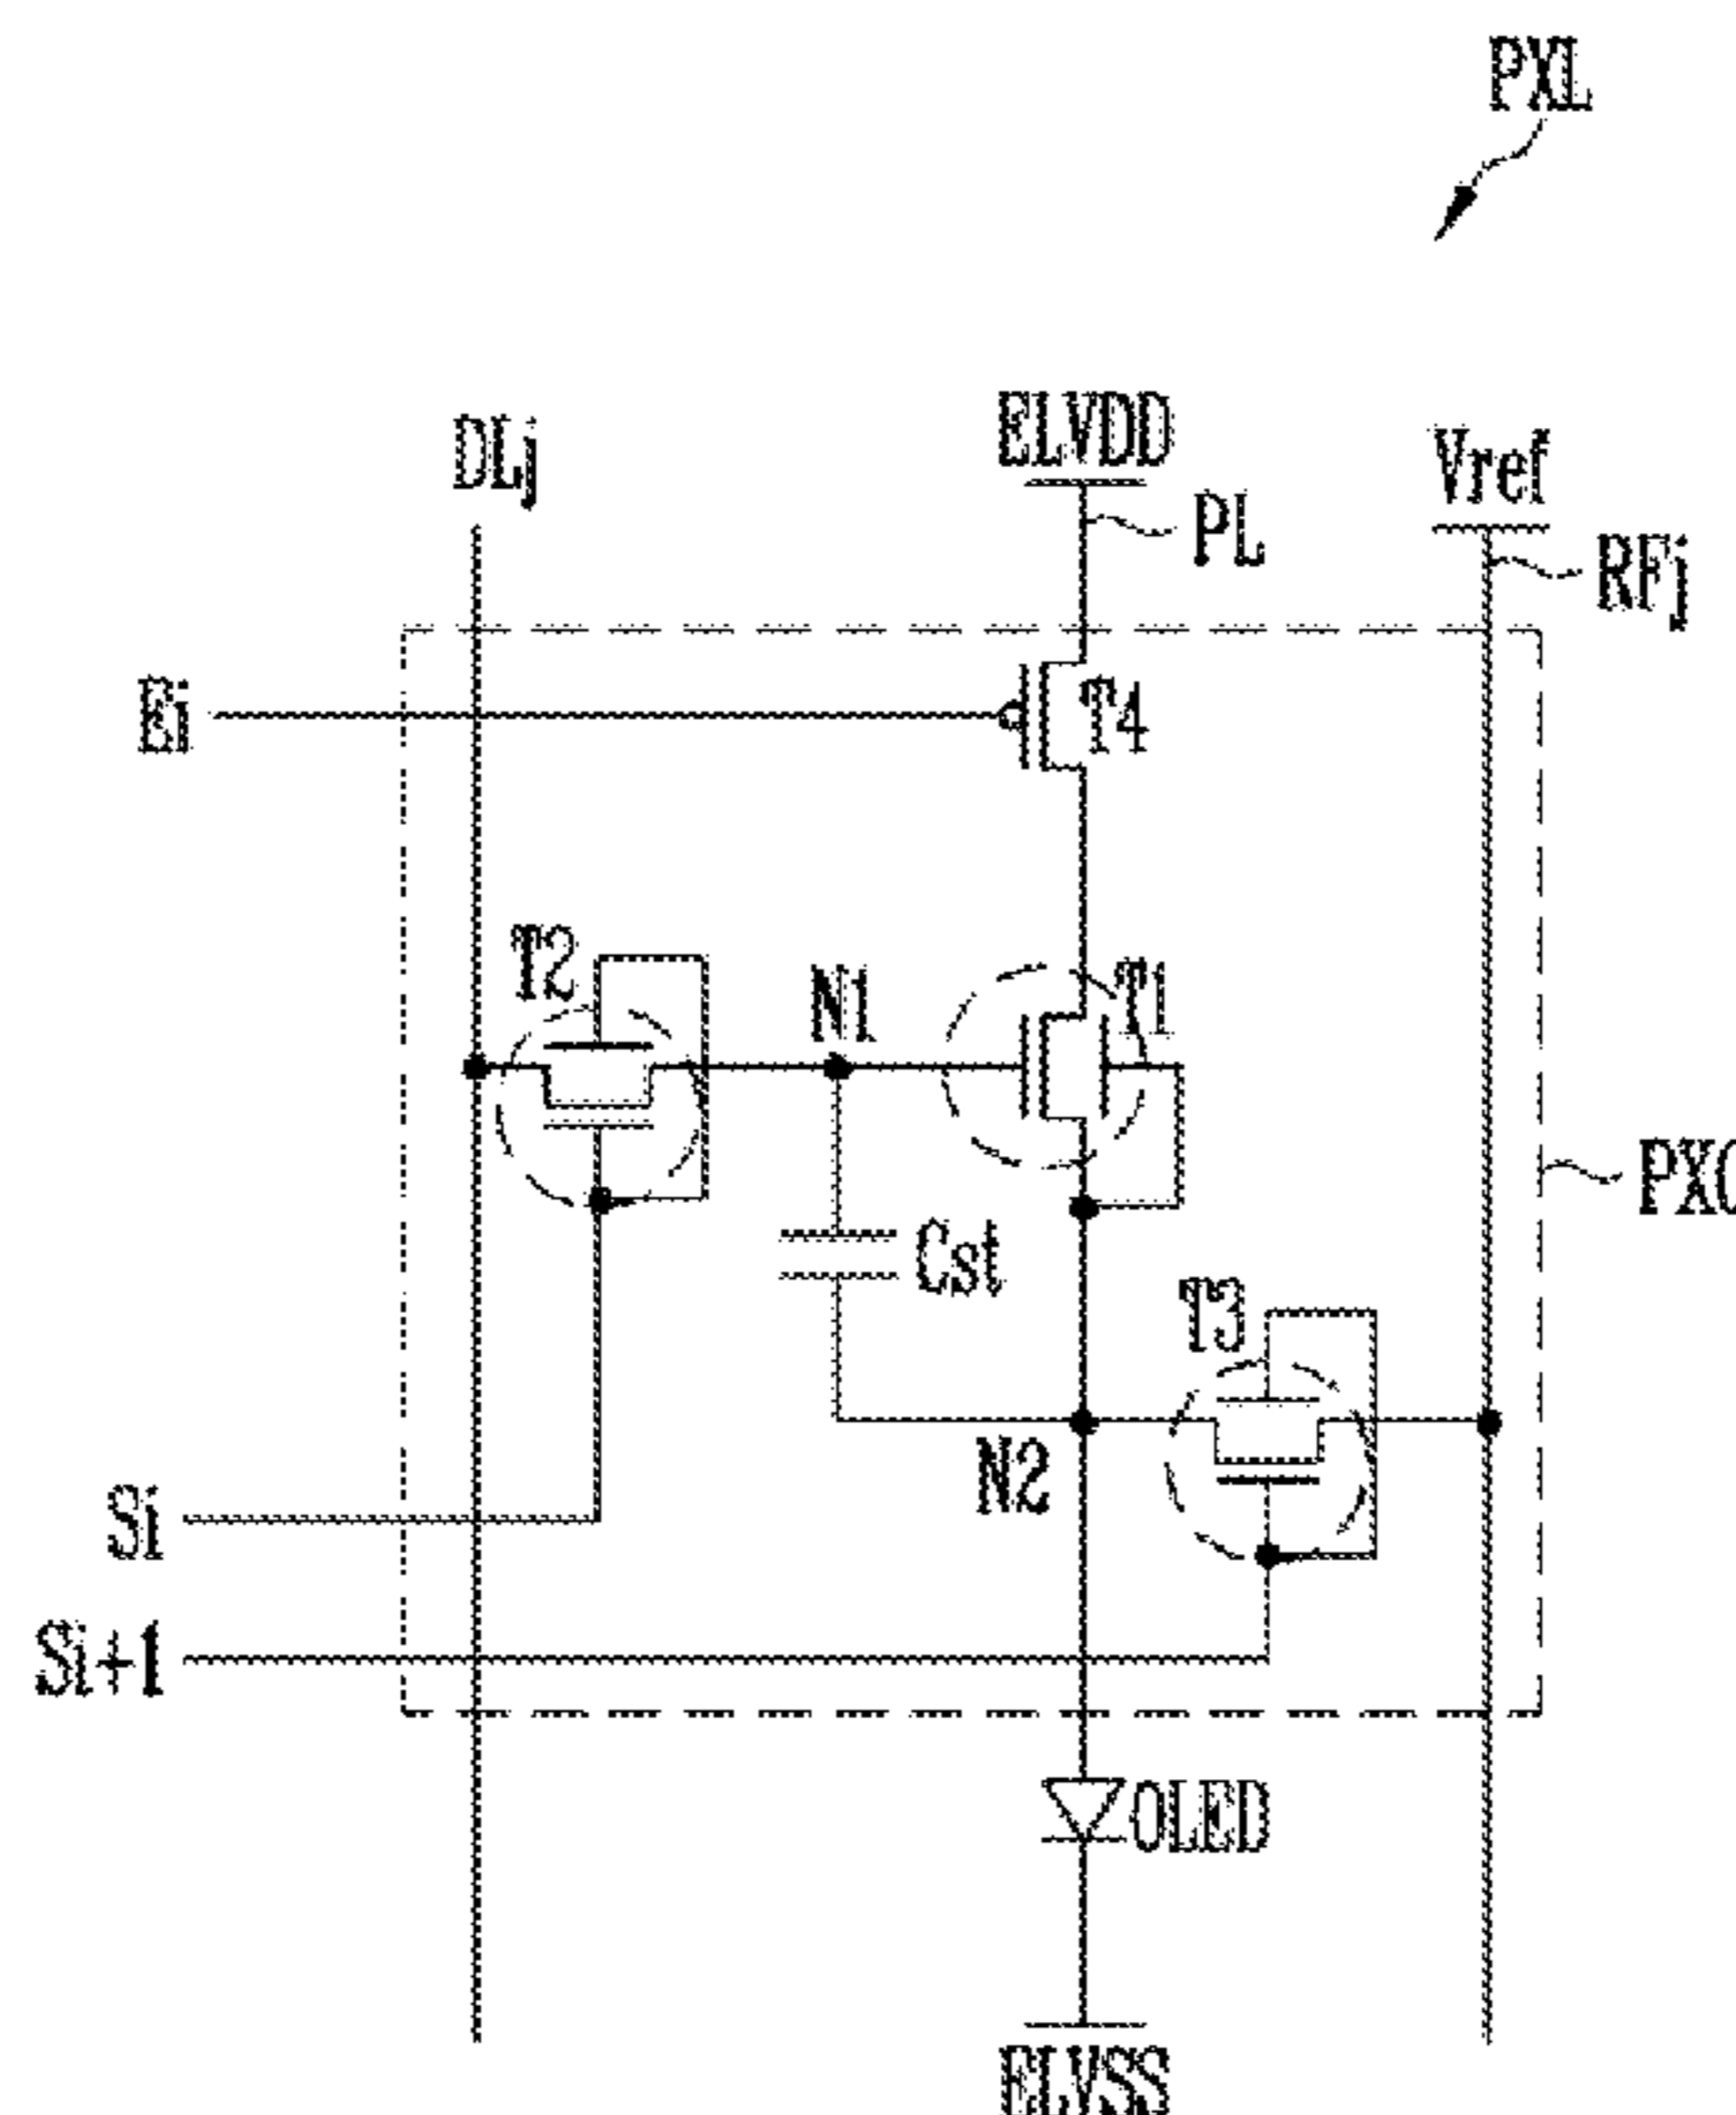 PXL
DLj
ELVDD
Vref
PL
RFj
Ei
T4
T2
N1
T1
Cst
T3
N2
Si
Si+1
OLED
ELVSS